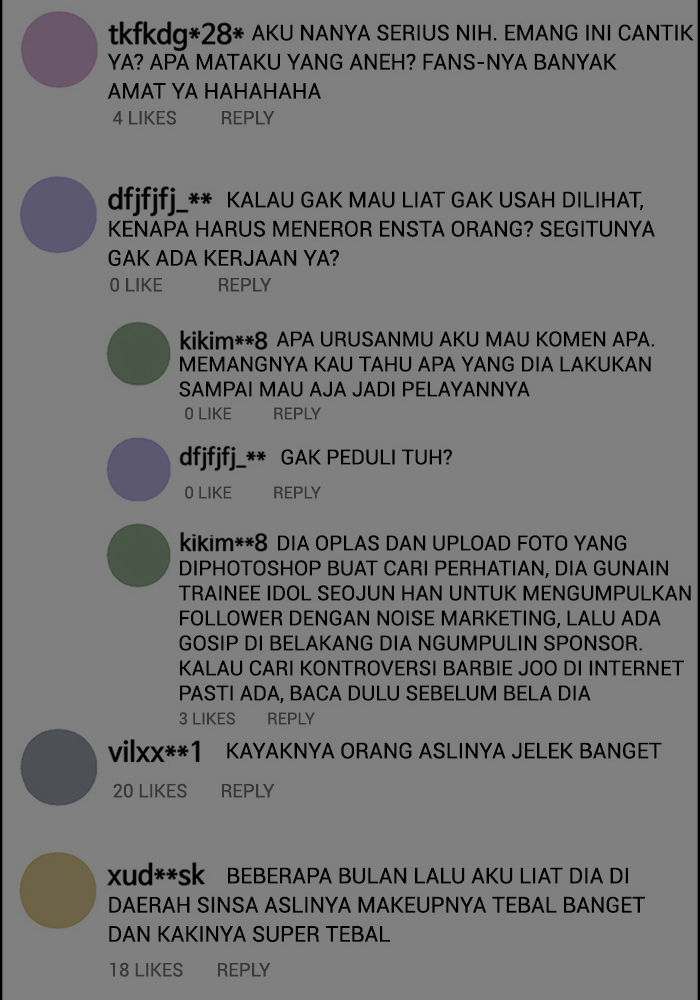 tkfkdg*28* AKU NANYA SERIUS NIH. EMANG INI CANTIK
YA? APA MATAKU YANG ANEH? FANS-NYA BANYAK
AMAT YA HAHAHAHA
4 LIKES REPLY
dfjfjfj_** KALAU GAK MAU LIAT GAK USAH DILIHAT,
KENAPA HARUS MENEROR ENSTA ORANG? SEGITUNYA
GAK ADA KERJAAN YA?
0 LIKE REPLY
kikim**8 APA URUSANMU AKU MAU KOMEN APA.
MEMANGNYA KAU TAHU APA YANG DIA LAKUKAN
SAMPAI MAU AJA JADI PELAYANNYA
0 LIKE REPLY
dfjfjfj_** GAK PEDULI TUH?
0 LIKE REPLY
kikim**8 DIA OPLAS DAN UPLOAD FOTO YANG
DIPHOTOSHOP BUAT CARI PERHATIAN, DIA GUNAIN
TRAINEE IDOL SEOJUN HAN UNTUK MENGUMPULKAN
FOLLOWER DENGAN NOISE MARKETING, LALU ADA
GOSIP DI BELAKANG DIA NGUMPULIN SPONSOR.
KALAU CARI KONTROVERSI BARBIE JOO DI INTERNET
PASTI ADA, BACA DULU SEBELUM BELA DIA
3 LIKES REPLY
vilxx**1 KAYAKNYA ORANG ASLINYA JELEK BANGET
20 LIKES REPLY
xud**sk BEBERAPA BULAN LALU AKU LIAT DIA DI
DAERAH SINSA ASLINYA MAKEUPNYA TEBAL BANGET
DAN KAKINYA SUPER TEBAL
18 LIKES REPLY